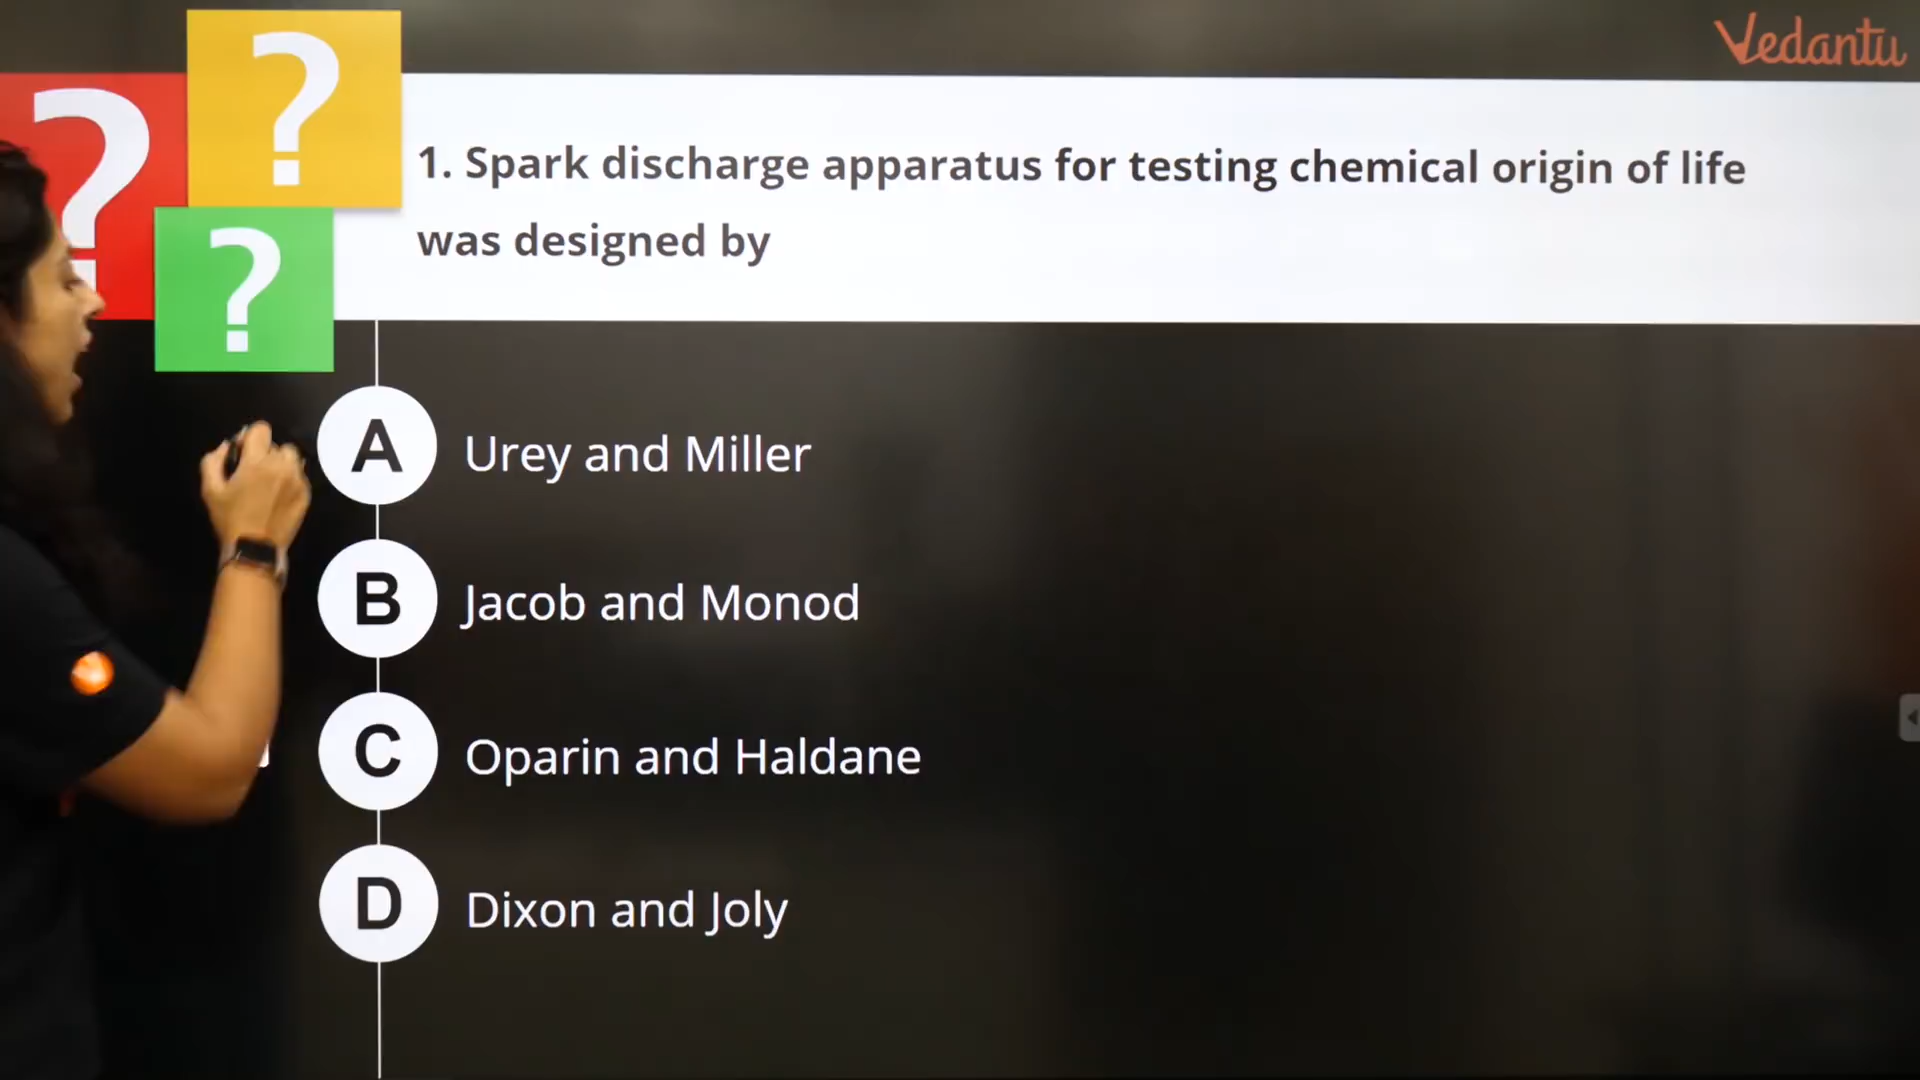 Vedantu
?
?
?
1. Spark discharge apparatus for testing chemical origin of life
was designed by
A Urey and Miller
B Jacob and Monod
C Oparin and Haldane
D Dixon and Joly